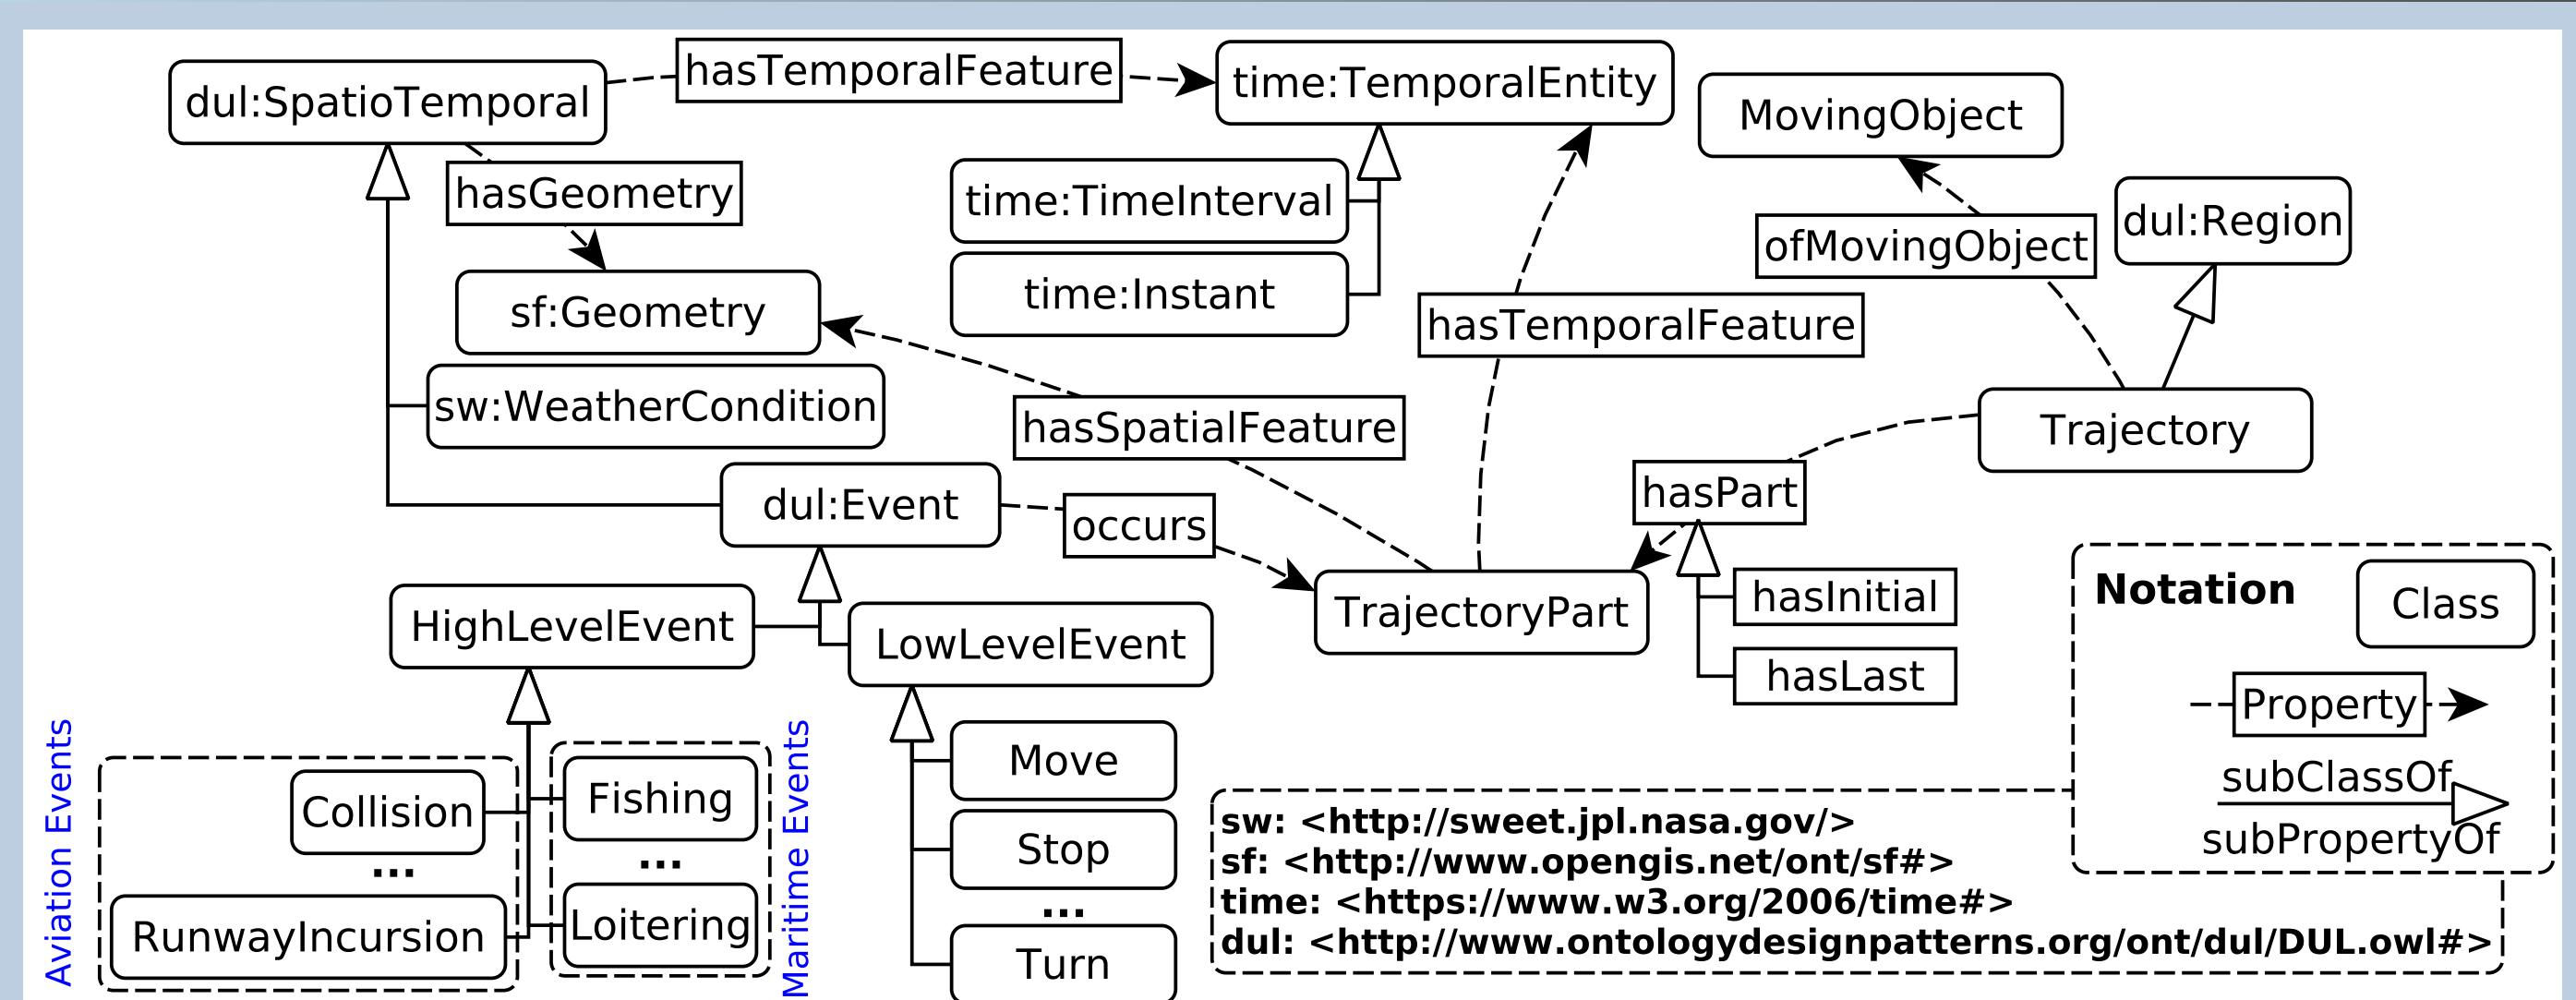 hasTemporalFeature
dul:SpatioTemporal
time:TemporalEntity
MovingObject
hasGeometry
time:TimeInterval
dul:Region
ofMovingObject
sf:Geometry
time:Instant
hasTemporalFeature
sw:WeatherCondition
hasSpatialFeature
Trajectory
hasPart
dul:Event
occurs
HighLevelEvent
LowLevelEvent
TrajectoryPart
hasInitial
hasLast
Notation
Class
Property
subClassOf
subPropertyOf
Aviation Events
Collision
...
RunwayIncursion
Fishing
...
Loitering
Maritime Events
Move
Stop
...
Turn
sw: <http://sweet.jpl.nasa.gov/>
sf: <http://www.opengis.net/ont/sf#>
time: <https://www.w3.org/2006/time#>
dul: <http://www.ontologydesignpatterns.org/ont/dul/DUL.owl#>